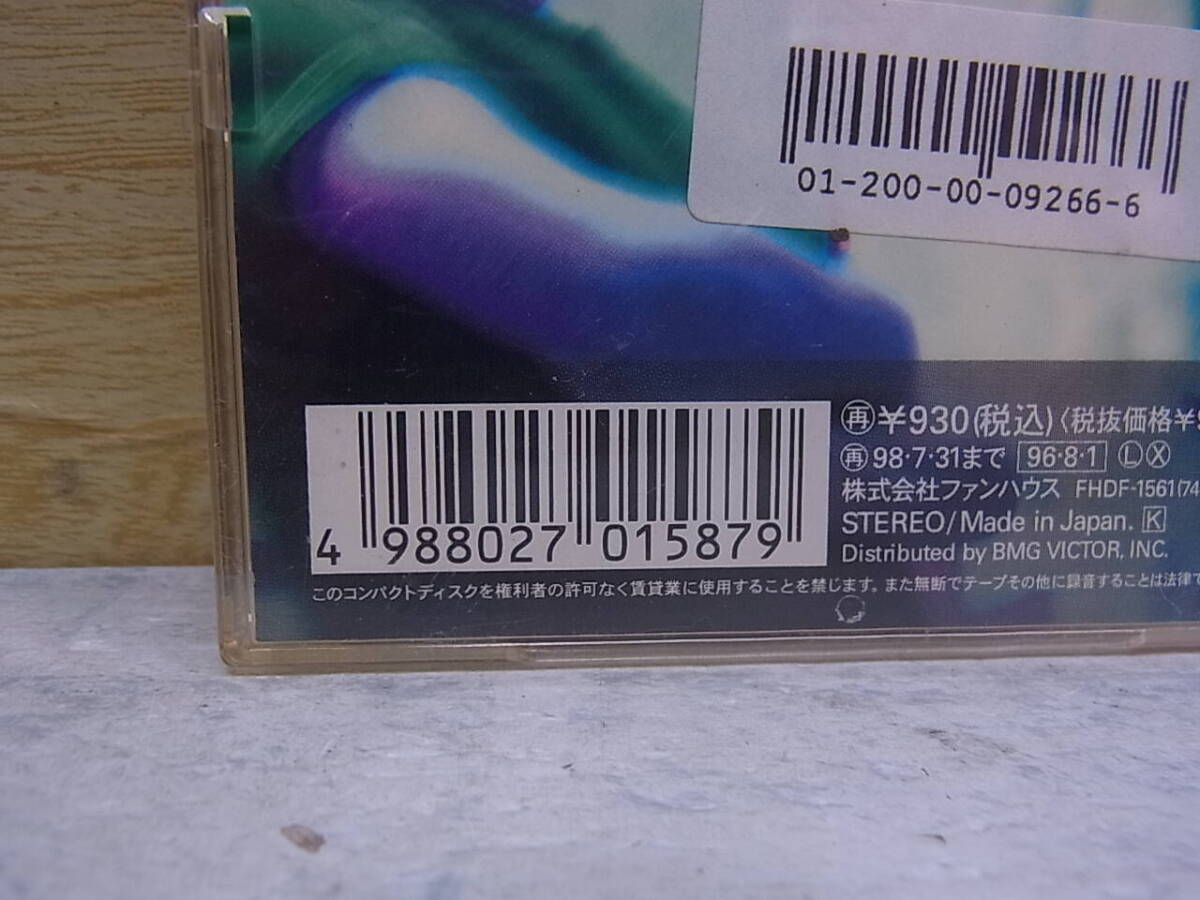 01-200-00-09266-6
再¥930(税込)〈税抜価格¥
再98・7・31まで 96・8・1 Ⓛ Ⓧ
株式会社ファンハウス FHDF-1561(74
STEREO/Made in Japan. K
Distributed by BMG VICTOR, INC.
4 988027 015879
このコンパクトディスクを権利者の許可なく賃貸業に使用することを禁じます。また無断でテープその他に録音することは法律で